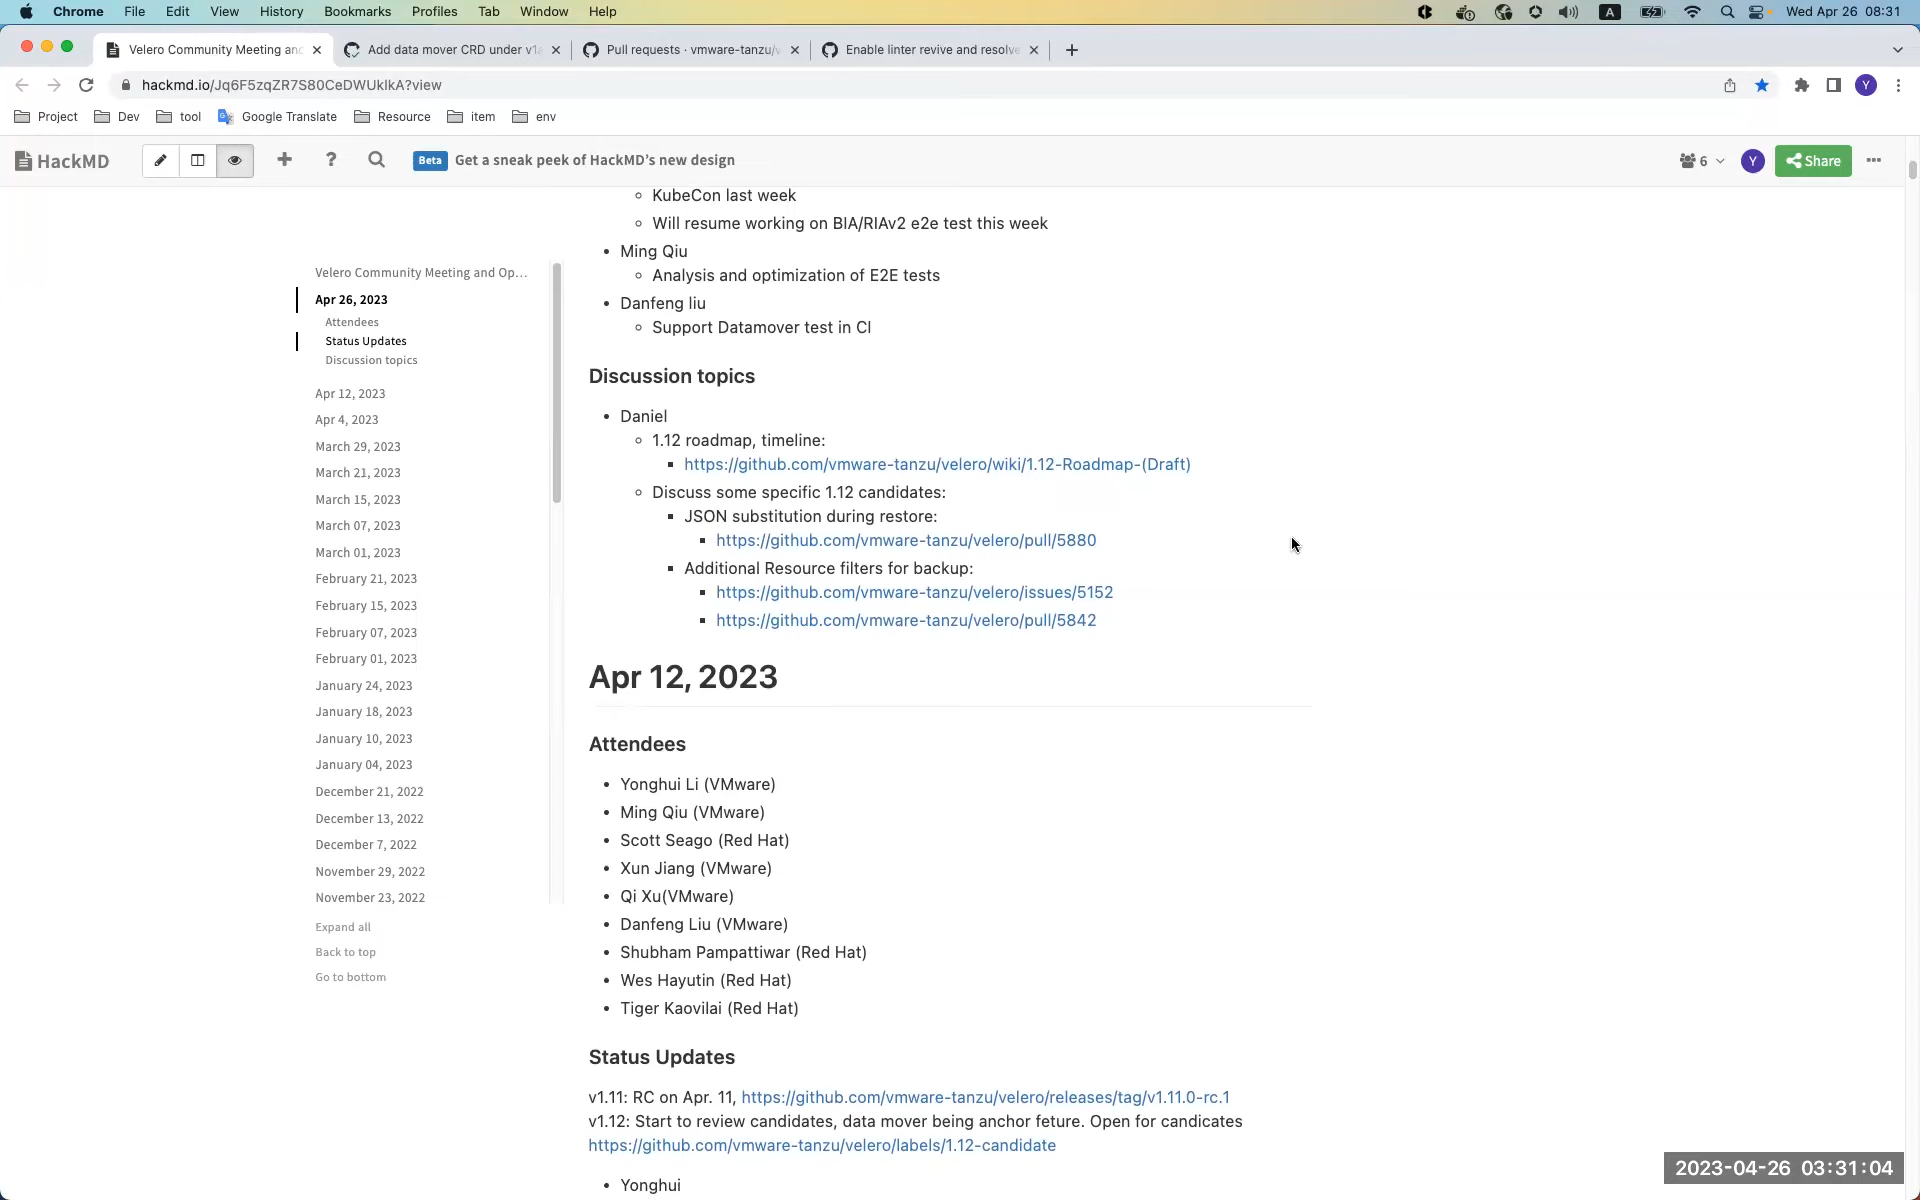 Chrome File Edit View History Bookmarks Profiles Tab Window Help A Wed Apr 26 08:31
Velero Community Meeting anc Add data mover CRD under v1a Pull requests · vmware-tanzu/v Enable linter revive and resolve
hackmd.io/Jq6F5zqZR7S80CeDWUklkA?view Y
Project Dev tool Google Translate Resource item env
HackMD ? Beta Get a sneak peek of HackMD's new design 6 Y Share
KubeCon last week
Will resume working on BIA/RIAv2 e2e test this week
Ming Qiu
Analysis and optimization of E2E tests
Danfeng liu
Support Datamover test in CI
Discussion topics
Daniel
1.12 roadmap, timeline:
https://github.com/vmware-tanzu/velero/wiki/1.12-Roadmap-(Draft)
Discuss some specific 1.12 candidates:
JSON substitution during restore:
https://github.com/vmware-tanzu/velero/pull/5880
Additional Resource filters for backup:
https://github.com/vmware-tanzu/velero/issues/5152
https://github.com/vmware-tanzu/velero/pull/5842
Apr 12, 2023
Attendees
Yonghui Li (VMware)
Ming Qiu (VMware)
Scott Seago (Red Hat)
Xun Jiang (VMware)
Qi Xu(VMware)
Danfeng Liu (VMware)
Shubham Pampattiwar (Red Hat)
Wes Hayutin (Red Hat)
Tiger Kaovilai (Red Hat)
Status Updates
v1.11: RC on Apr. 11, https://github.com/vmware-tanzu/velero/releases/tag/v1.11.0-rc.1
v1.12: Start to review candidates, data mover being anchor feture. Open for candicates
https://github.com/vmware-tanzu/velero/labels/1.12-candidate
Yonghui
Velero Community Meeting and Op…
Apr 26, 2023
Attendees
Status Updates
Discussion topics
Apr 12, 2023
Apr 4, 2023
March 29, 2023
March 21, 2023
March 15, 2023
March 07, 2023
March 01, 2023
February 21, 2023
February 15, 2023
February 07, 2023
February 01, 2023
January 24, 2023
January 18, 2023
January 10, 2023
January 04, 2023
December 21, 2022
December 13, 2022
December 7, 2022
November 29, 2022
November 23, 2022
Expand all
Back to top
Go to bottom
2023-04-26 03:31:04